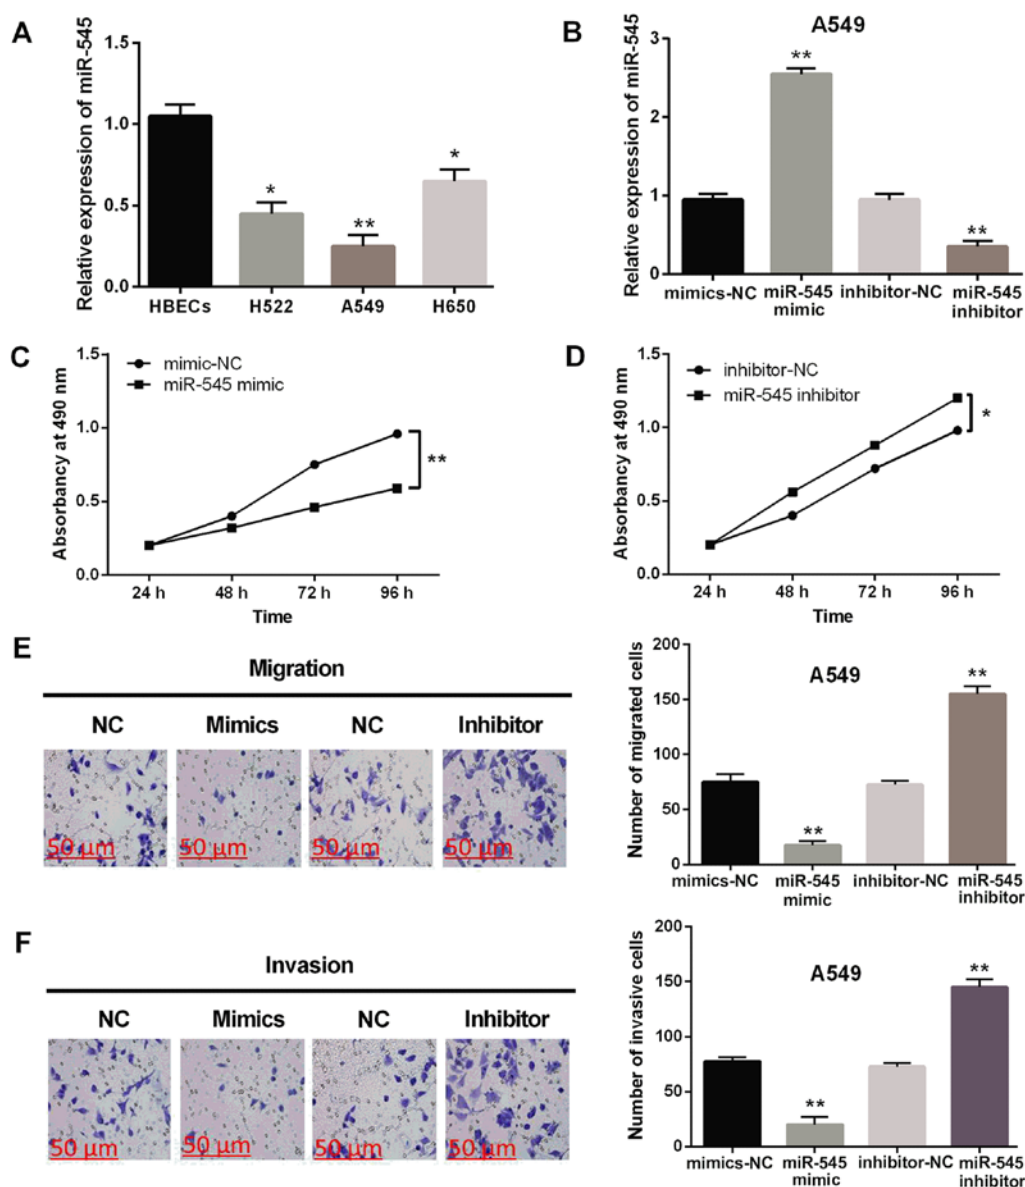 A
Relative expression of miR-545
1.5
1.0
0.5
0.0
*
**
*
HBECs H522 A549 H650
B
A549
Relative expression of miR-545
3
2
1
0
**
**
mimics-NC miR-545 mimic inhibitor-NC miR-545 inhibitor
C
Absorbancy at 490 nm
1.5
1.0
0.5
0.0
mimic-NC
miR-545 mimic
**
24 h 48 h 72 h 96 h
Time
D
Absorbancy at 490 nm
1.5
1.0
0.5
0.0
inhibitor-NC
miR-545 inhibitor
*
24 h 48 h 72 h 96 h
Time
E
Migration
NC Mimics NC Inhibitor
50 µm 50 µm 50 µm 50 µm
Number of migrated cells
200
150
100
50
0
A549
**
**
mimics-NC miR-545 mimic inhibitor-NC miR-545 inhibitor
F
Invasion
NC Mimics NC Inhibitor
50 µm 50 µm 50 µm 50 µm
Number of invasive cells
200
150
100
50
0
A549
**
**
mimics-NC miR-545 mimic inhibitor-NC miR-545 inhibitor